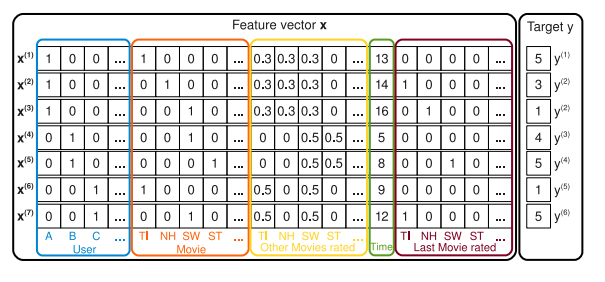 Feature vector x Target y
x(1) 1 0 0 ... 1 0 0 0 ... 0.3 0.3 0.3 0 ... 13 0 0 0 0 ... 5 y(1)
x(2) 1 0 0 ... 0 1 0 0 ... 0.3 0.3 0.3 0 ... 14 1 0 0 0 ... 3 y(2)
x(3) 1 0 0 ... 0 0 1 0 ... 0.3 0.3 0.3 0 ... 16 0 1 0 0 ... 1 y(2)
x(4) 0 1 0 ... 0 0 1 0 ... 0 0 0.5 0.5 ... 5 0 0 0 0 ... 4 y(3)
x(5) 0 1 0 ... 0 0 0 1 ... 0 0 0.5 0.5 ... 8 0 0 1 0 ... 5 y(4)
x(6) 0 0 1 ... 1 0 0 0 ... 0.5 0 0.5 0 ... 9 0 0 0 0 ... 1 y(5)
x(7) 0 0 1 ... 0 0 1 0 ... 0.5 0 0.5 0 ... 12 1 0 0 0 ... 5 y(6)
A B C ... TI NH SW ST ... TI NH SW ST ... TI NH SW ST ...
User Movie Other Movies rated Time Last Movie rated